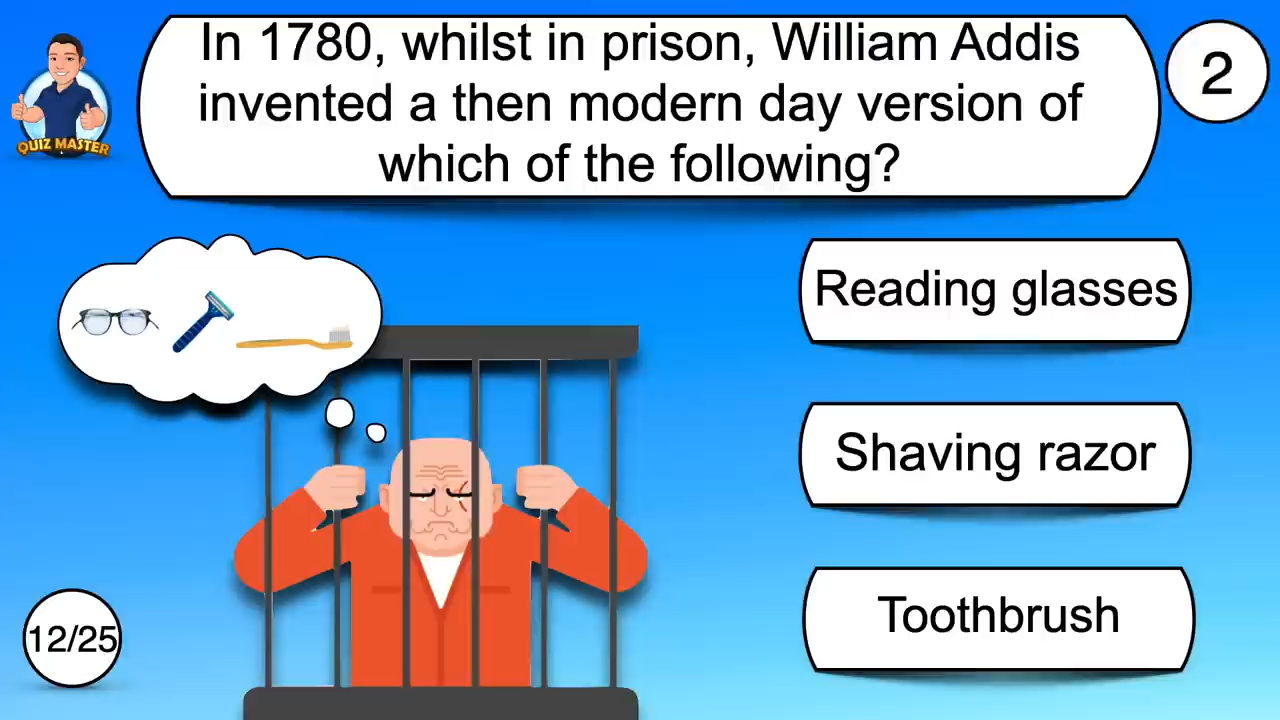 In 1780, whilst in prison, William Addis
invented a then modern day version of
which of the following?
2
QUIZ MASTER
Reading glasses
Shaving razor
Toothbrush
12/25